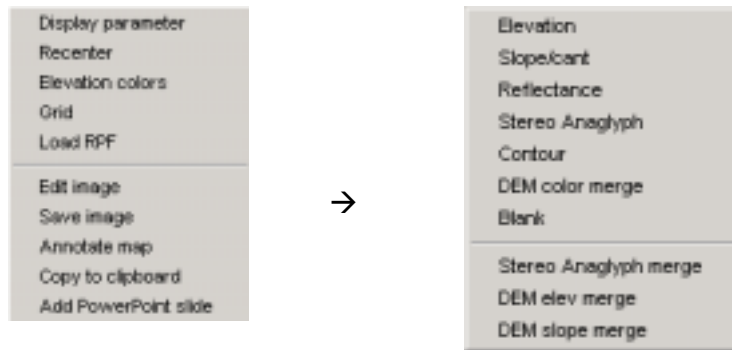 Display parameter
Recenter
Elevation colors
Grid
Load RPF
Edit image
Save image
Annotate map
Copy to clipboard
Add PowerPoint slide
→
Elevation
Slope/cant
Reflectance
Stereo Anaglyph
Contour
DEM color merge
Blank
Stereo Anaglyph merge
DEM elev merge
DEM slope merge